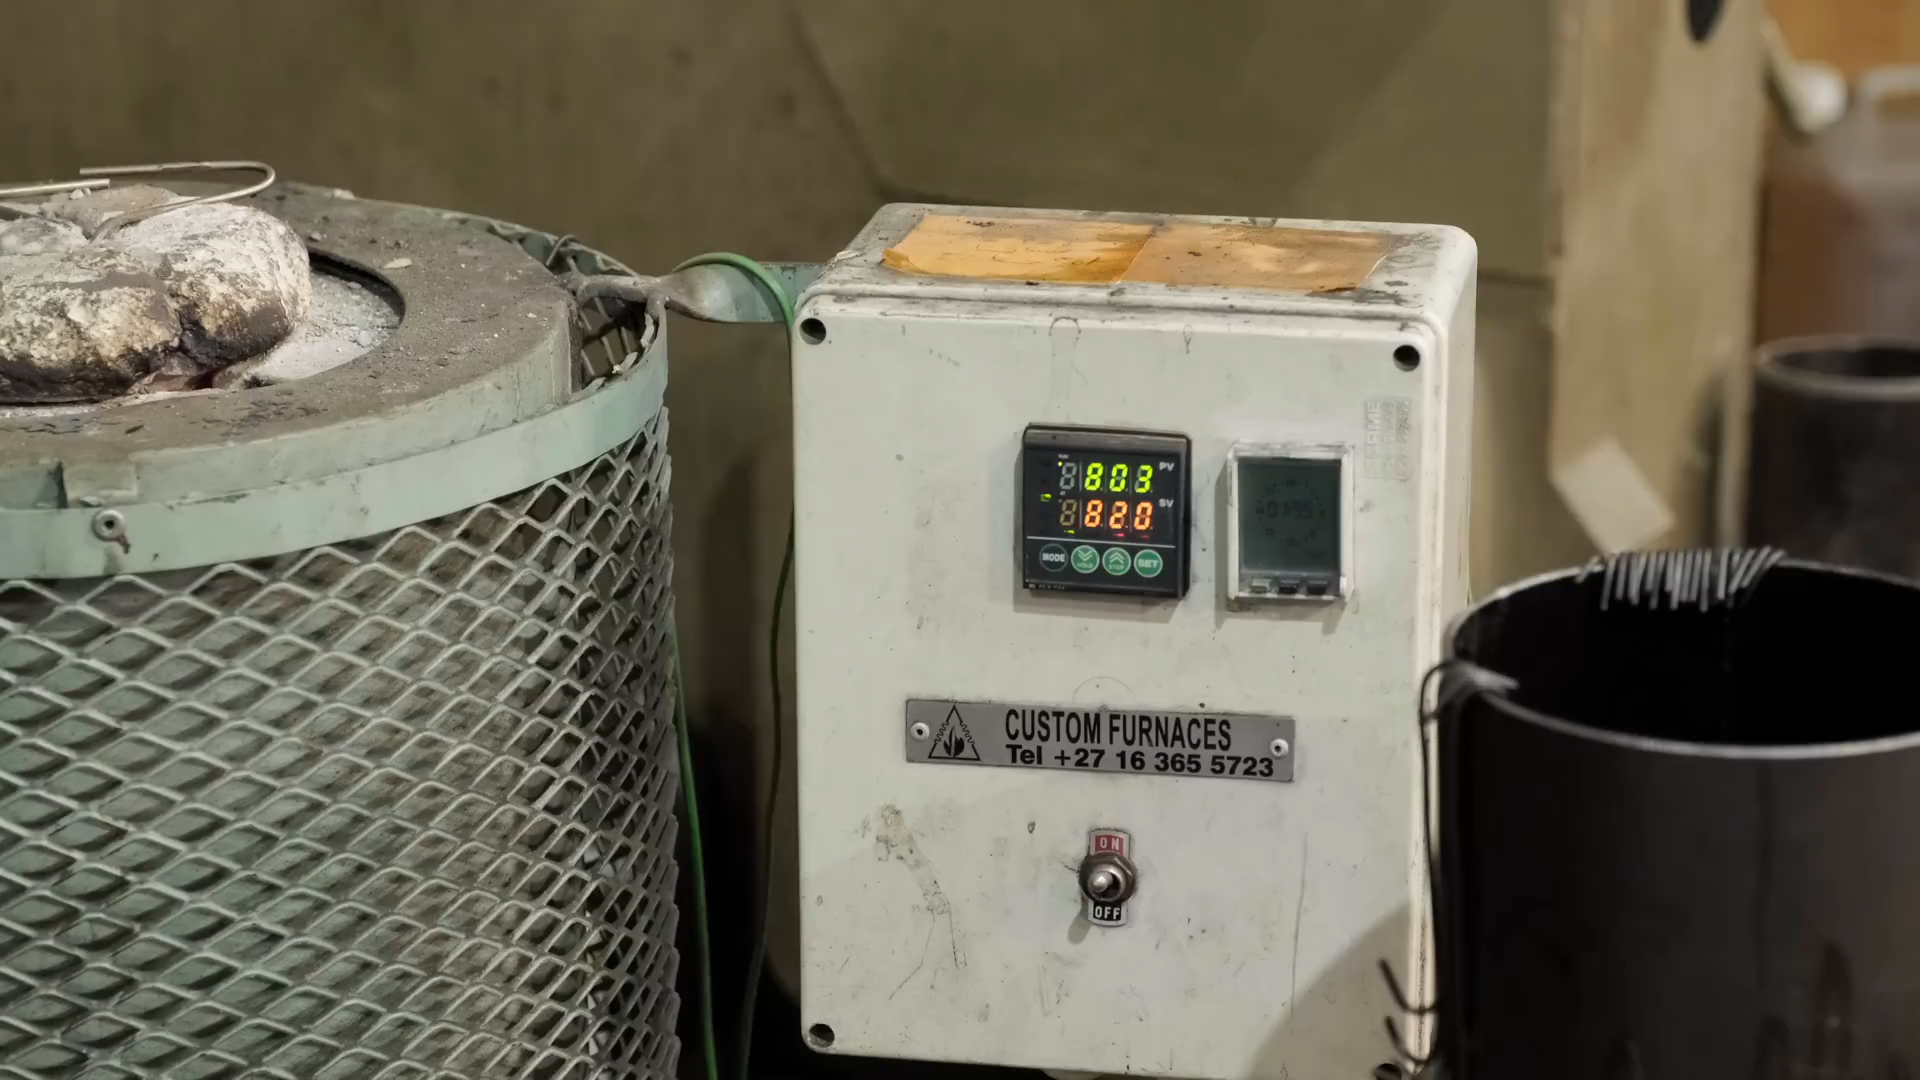 803 PV
820 SV
MODE SET
CUSTOM FURNACES
Tel +27 16 365 5723
ON
OFF